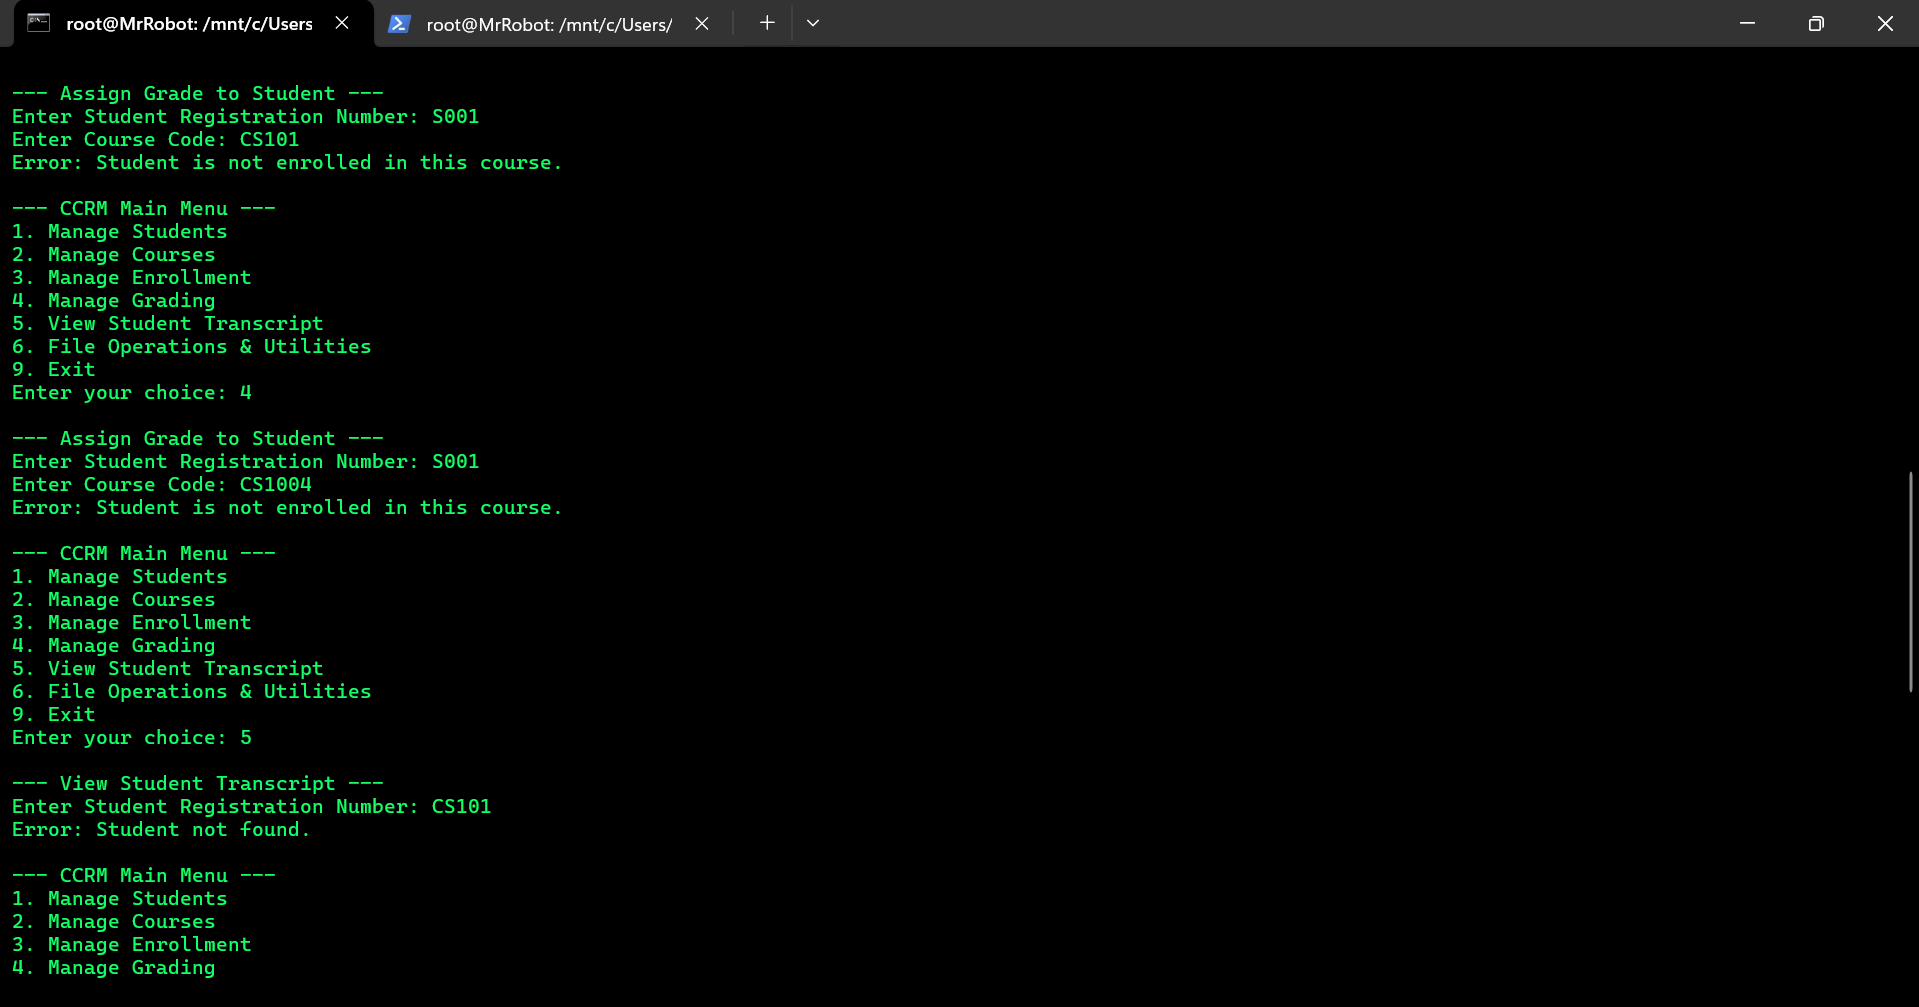 root@MrRobot: /mnt/c/Users
root@MrRobot: /mnt/c/Users/
--- Assign Grade to Student ---
Enter Student Registration Number: S001
Enter Course Code: CS101
Error: Student is not enrolled in this course.
--- CCRM Main Menu ---
1. Manage Students
2. Manage Courses
3. Manage Enrollment
4. Manage Grading
5. View Student Transcript
6. File Operations & Utilities
9. Exit
Enter your choice: 4
--- Assign Grade to Student ---
Enter Student Registration Number: S001
Enter Course Code: CS1004
Error: Student is not enrolled in this course.
--- CCRM Main Menu ---
1. Manage Students
2. Manage Courses
3. Manage Enrollment
4. Manage Grading
5. View Student Transcript
6. File Operations & Utilities
9. Exit
Enter your choice: 5
--- View Student Transcript ---
Enter Student Registration Number: CS101
Error: Student not found.
--- CCRM Main Menu ---
1. Manage Students
2. Manage Courses
3. Manage Enrollment
4. Manage Grading